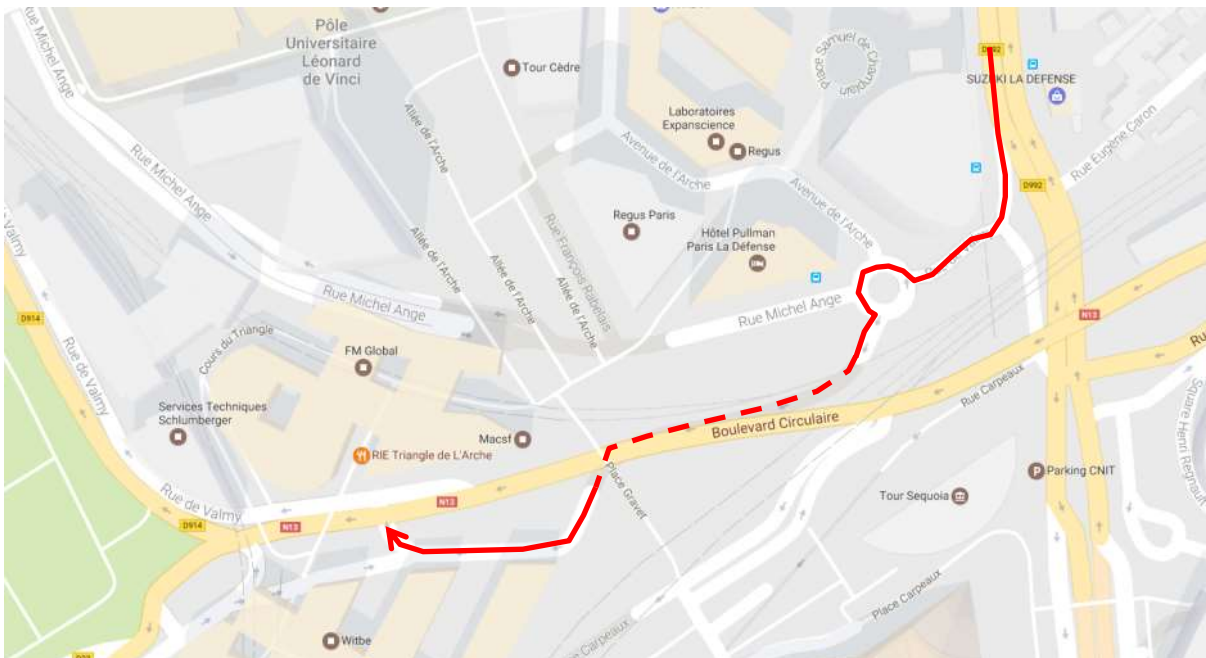 Rue Michel Ange
Pôle
Universitaire
Léonard
de Vinci
Tour Cèdre
Place Samuel de Champlain
D992
SUZUKI LA DEFENSE
Laboratoires
Expanscience
Regus
Allée de l'Arche
Rue Eugène Caron
Rue Michel Ange
Avenue de l'Arche
D992
Avenue de l'Arche
Regus Paris
Rue François Rabelais
Hôtel Pullman
Paris La Défense
Valmy
Allée de l'Arche
Allée de l'Arche
Allée de l'Arche
Rue Michel Ange
Rue Michel Ange
D914
N13
Cours du Triangle
FM Global
Rue de Valmy
Rue Carpeaux
Square Henri Regnault
Services Techniques
Schlumberger
Boulevard Circulaire
Macsf
RIE Triangle de L'Arche
Place Gravet
Parking CNIT
Tour Sequoia
Rue de Valmy
N13
D914
N13
Place Carpeaux
Carpeaux
Witbe